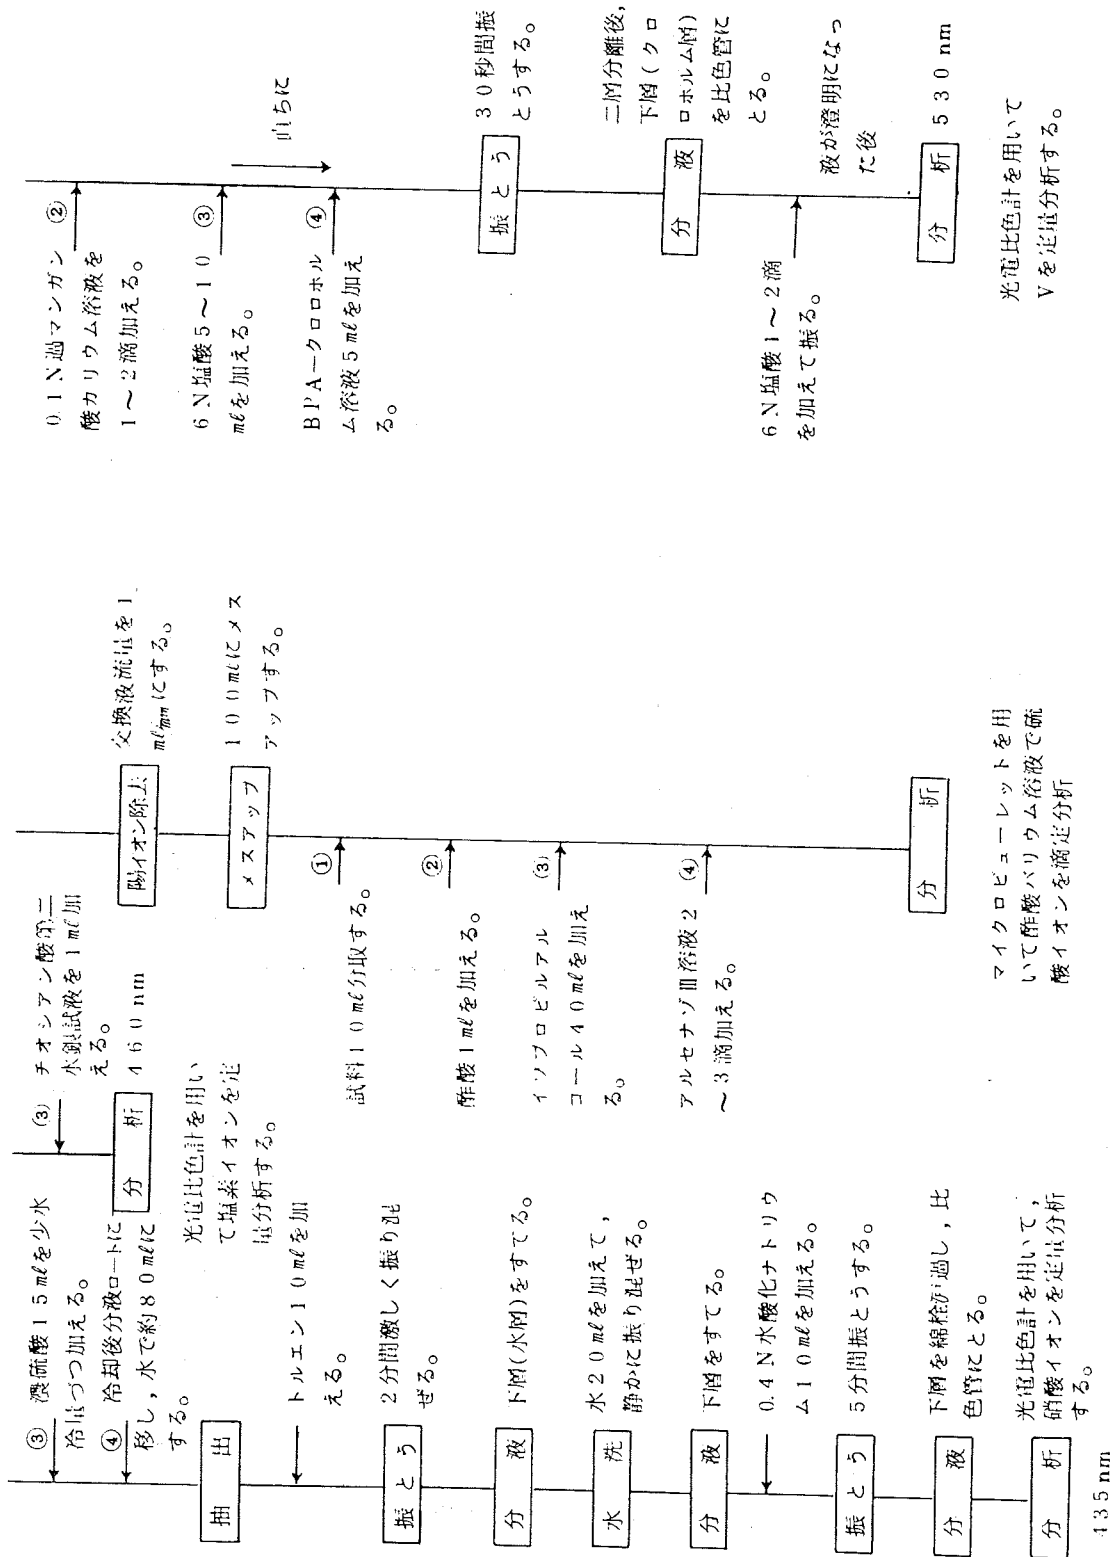 ③ 濃硫酸15mlを少水
冷量づつ加える。
④ 冷却後分液ロートに
移し，水で約80mlに
する。
抽出
トルエン10mlを加
える。
振とう
2分間激しく振り混
ぜる。
分液
下層(水層)をすてる。
水洗
水20mlを加えて，
静かに振り混ぜる。
分液
下層をすてる。
0.4N水酸化ナトリウ
ム10mlを加える。
振とう
5分間振とうする。
分液
下層を綿栓ロ過し，比
色管にとる。
分析
435nm
光電比色計を用いて，
硝酸イオンを定量分析
する。
(3) チオシアン酸第二
水銀試液を1ml加
える。
分析
460nm
光電比色計を用い
て塩素イオンを定
量分析する。
陽イオン除去
交換液流量を1
ml/minにする。
メスアップ
100mlにメス
アップする。
①
試料10ml分取する。
②
酢酸1mlを加える。
(3)
イソプロピルアル
コール40mlを加え
る。
(4)
アルセナゾⅢ溶液2
～3滴加える。
分析
マイクロビューレットを用
いて酢酸バリウム溶液で硫
酸イオンを滴定分析
0.1N過マンガン ②
酸カリウム溶液を
1～2滴加える。
6N塩酸5～10 ③
mlを加える。
直ちに
BPAークロロホル ④
ム溶液5mlを加え
る。
振とう
30秒間振
とうする。
分液
二層分離後，
下層(クロ
ロホルム層)
を比色管に
とる。
6N塩酸1～2滴
を加えて振る。
液が澄明になっ
た後
分析
530nm
光電比色計を用いて
Vを定量分析する。